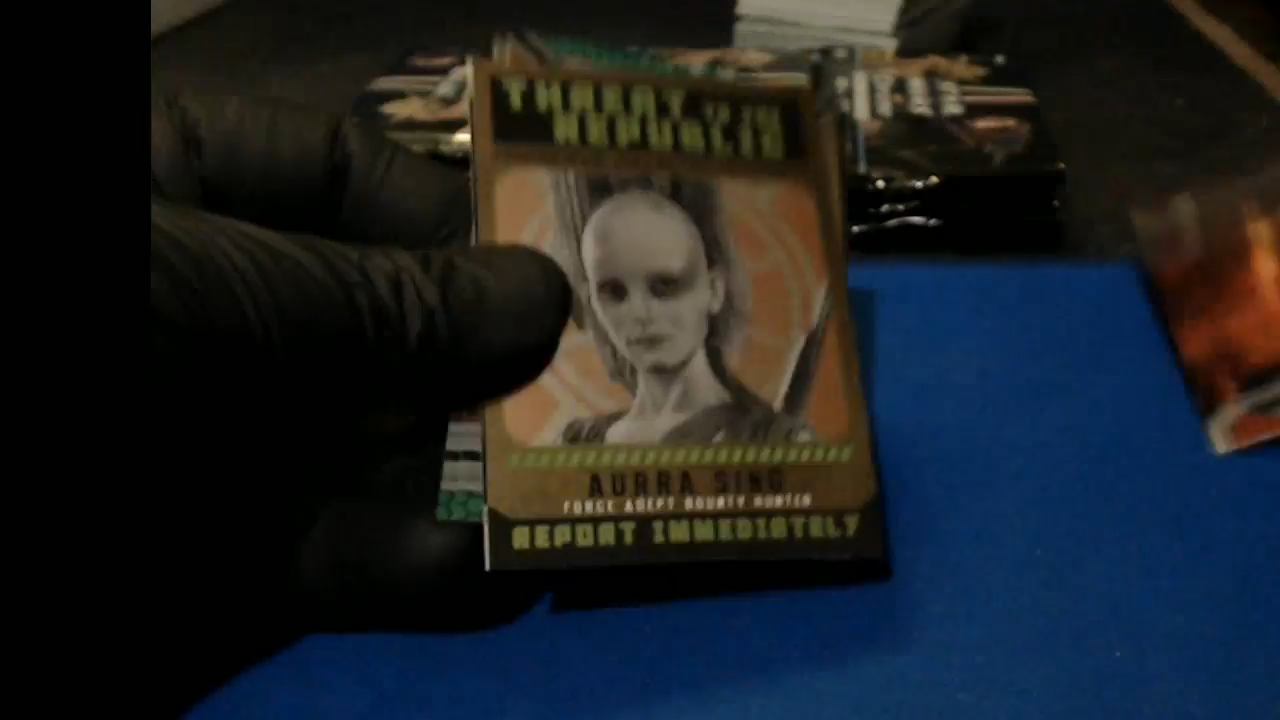 THREAT TO THE
REPUBLIC
AURRA SING
FORCE ADEPT BOUNTY HUNTER
REPORT IMMEDIATELY